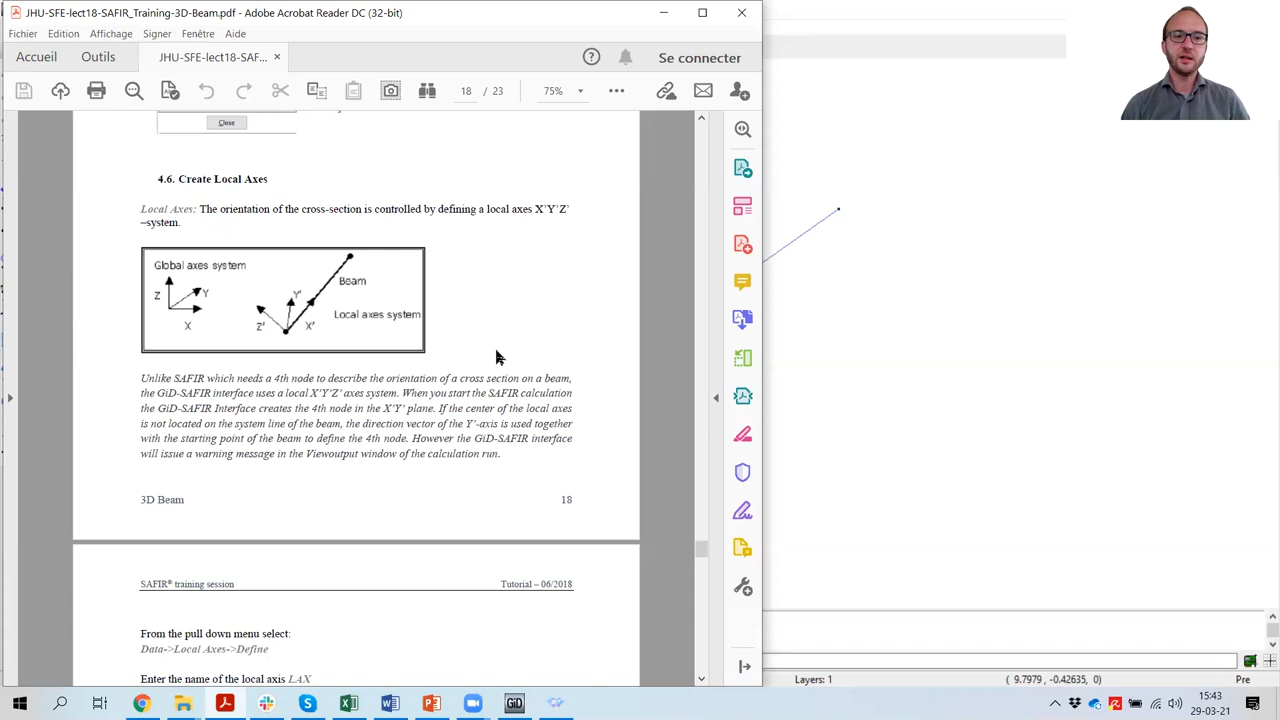 JHU-SFE-lect18-SAFIR_Training-3D-Beam.pdf - Adobe Acrobat Reader DC (32-bit)
Fichier Edition Affichage Signer Fenêtre Aide
Accueil Outils JHU-SFE-lect18-SAF... × Se connecter
18 / 23 75%
Close
4.6. Create Local Axes
Local Axes: The orientation of the cross-section is controlled by defining a local axes X'Y'Z'
–system.
Global axes system
Z Y X
Beam
Y'
Local axes system
Z' X'
Unlike SAFIR which needs a 4th node to describe the orientation of a cross section on a beam,
the GiD-SAFIR interface uses a local X'Y'Z' axes system. When you start the SAFIR calculation
the GiD-SAFIR Interface creates the 4th node in the X'Y' plane. If the center of the local axes
is not located on the system line of the beam, the direction vector of the Y'-axis is used together
with the starting point of the beam to define the 4th node. However the GiD-SAFIR interface
will issue a warning message in the Viewoutput window of the calculation run.
3D Beam 18
SAFIR® training session Tutorial – 06/2018
From the pull down menu select:
Data->Local Axes->Define
Enter the name of the local axis LAX
Layers: 1 ( 9.7979 , -0.42635, 0) Pre
GiD
15:43
29-03-21